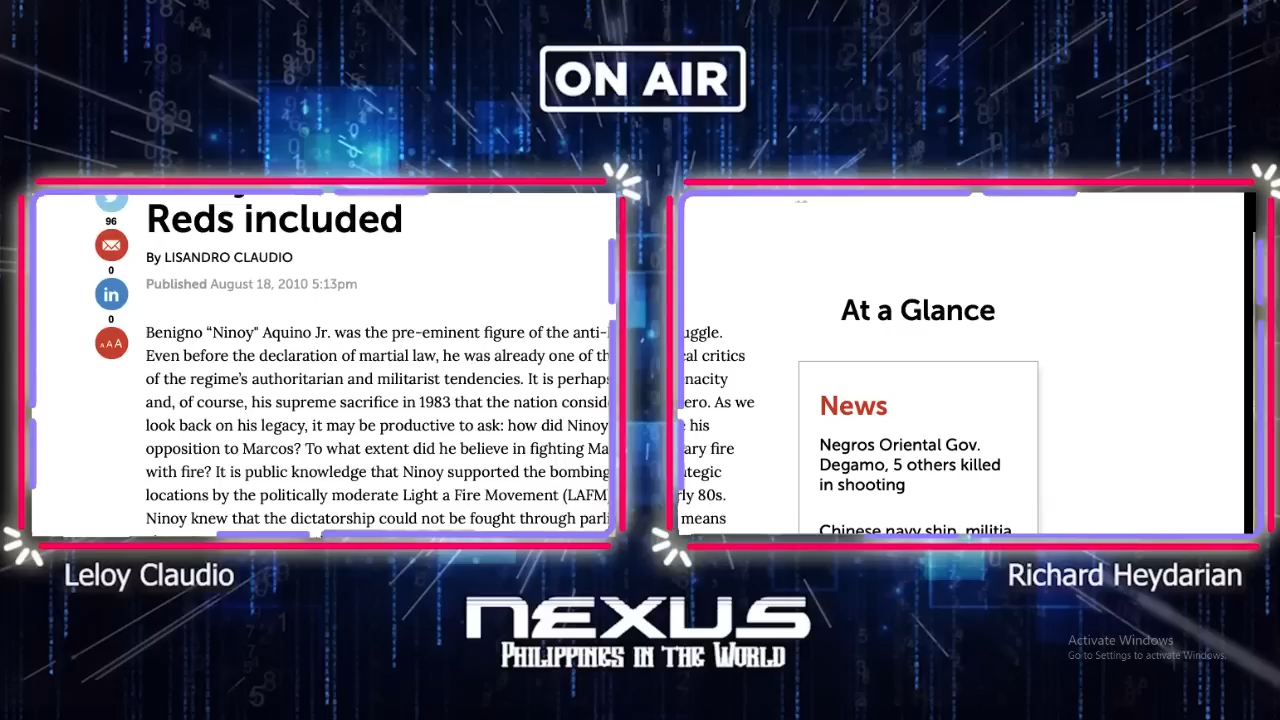 ON AIR
96
0
in
0
AAA
Reds included
By LISANDRO CLAUDIO
Published August 18, 2010 5:13pm
Benigno “Ninoy" Aquino Jr. was the pre-eminent figure of the anti- uggle.
Even before the declaration of martial law, he was already one of th cal critics
of the regime’s authoritarian and militarist tendencies. It is perhaps nacity
and, of course, his supreme sacrifice in 1983 that the nation consid ero. As we
look back on his legacy, it may be productive to ask: how did Ninoy his
opposition to Marcos? To what extent did he believe in fighting Ma ary fire
with fire? It is public knowledge that Ninoy supported the bombing tegic
locations by the politically moderate Light a Fire Movement (LAFM) rly 80s.
Ninoy knew that the dictatorship could not be fought through parli means
At a Glance
News
Negros Oriental Gov.
Degamo, 5 others killed
in shooting
Chinese navy ship, militia
Leloy Claudio
Richard Heydarian
NEXUS
PHILIPPINES IN THE WORLD
Activate Windows
Go to Settings to activate Windows.